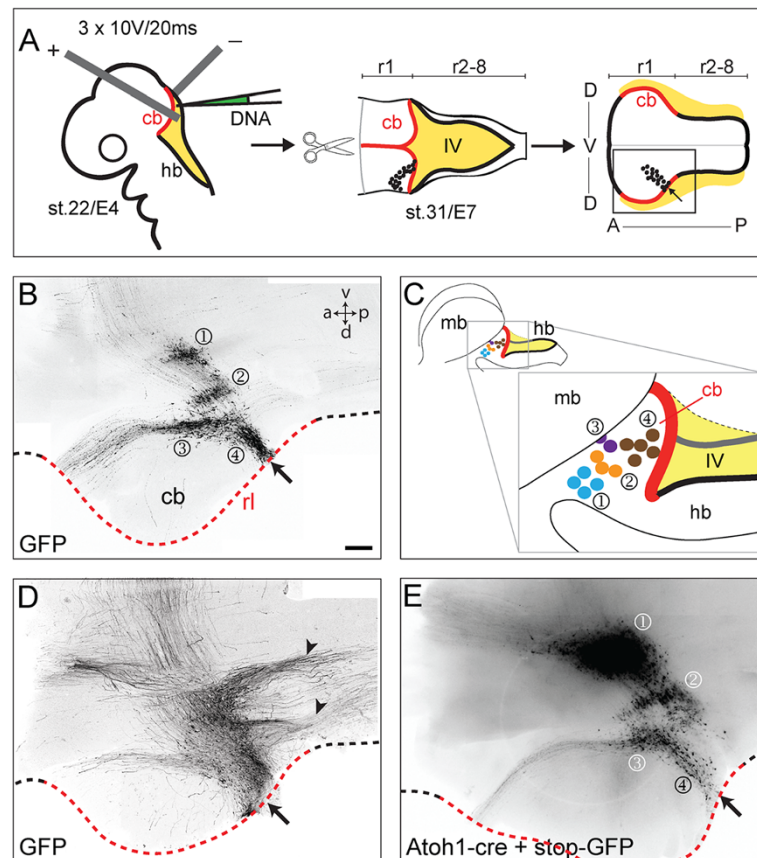 A
3 x 10V/20ms
+
−
cb
DNA
hb
st.22/E4
r1
r2-8
cb
IV
st.31/E7
r1
r2-8
D
cb
V
D
A
P
B
v
a
p
d
①
②
③
④
cb
rl
GFP
C
mb
hb
mb
cb
③
④
②
①
IV
hb
D
GFP
E
①
②
③
④
Atoh1-cre + stop-GFP